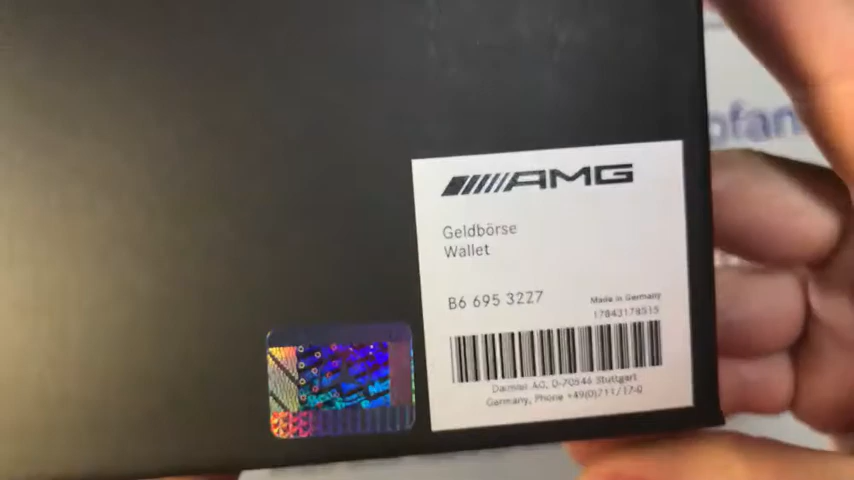 AMG
Geldbörse
Wallet
B6 695 3227
Made in Germany
17843178515
Daimler AG, D-70546 Stuttgart
Germany, Phone +49(0)711/17-0
ofan